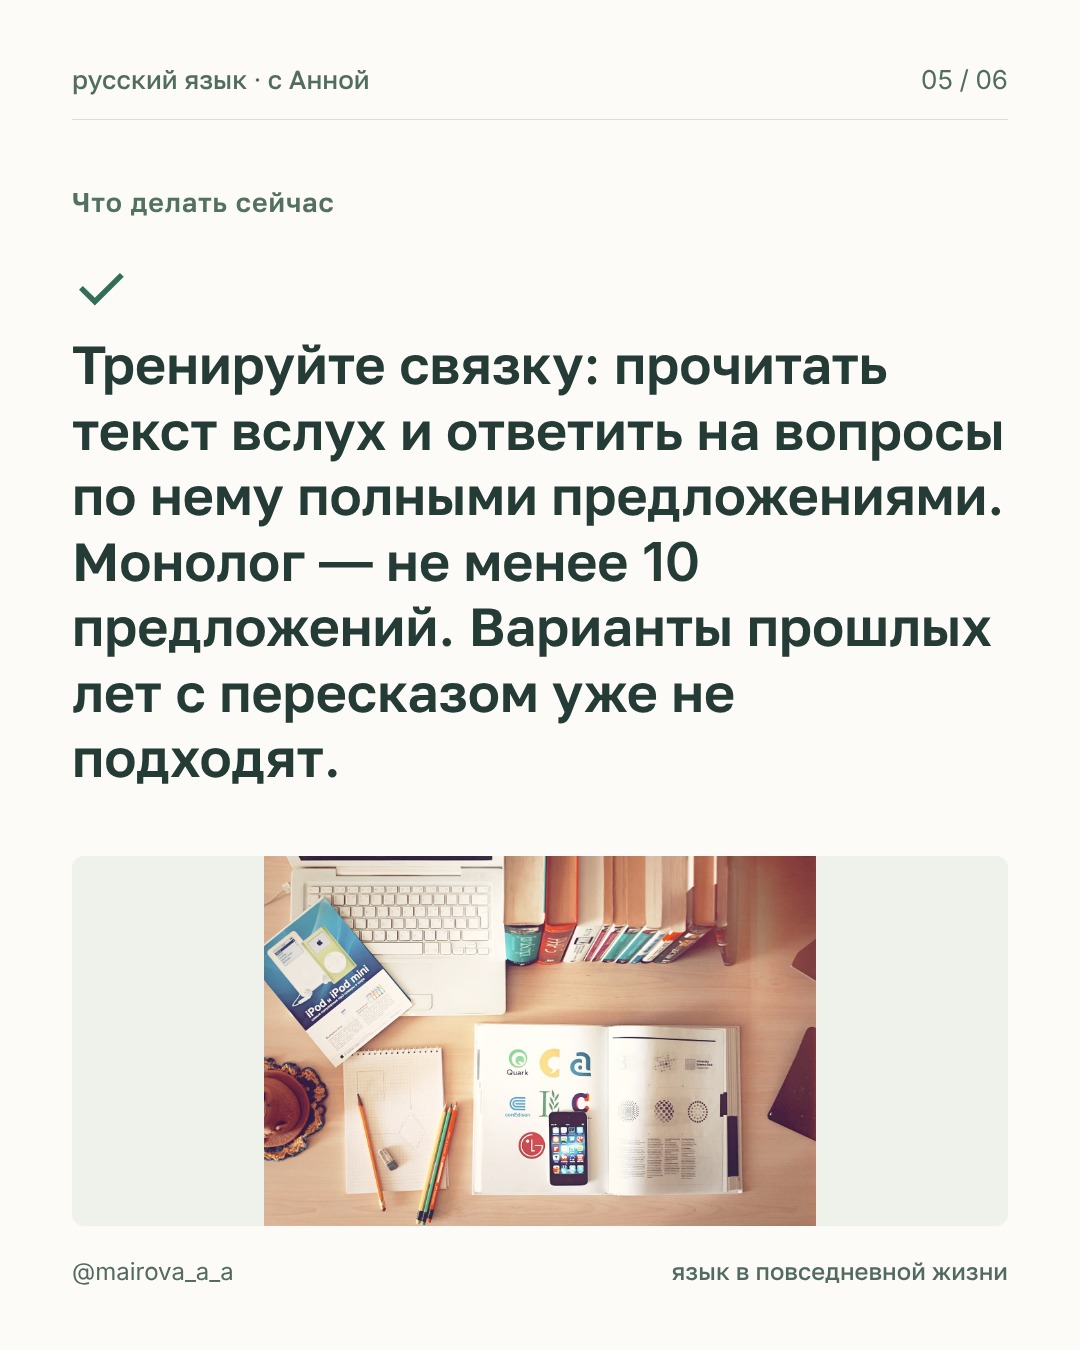 русский язык · с Анной
05 / 06
Что делать сейчас
Тренируйте связку: прочитать
текст вслух и ответить на вопросы
по нему полными предложениями.
Монолог — не менее 10
предложений. Варианты прошлых
лет с пересказом уже не
подходят.
iPod и iPod mini
Quark
@mairova_a_a
язык в повседневной жизни